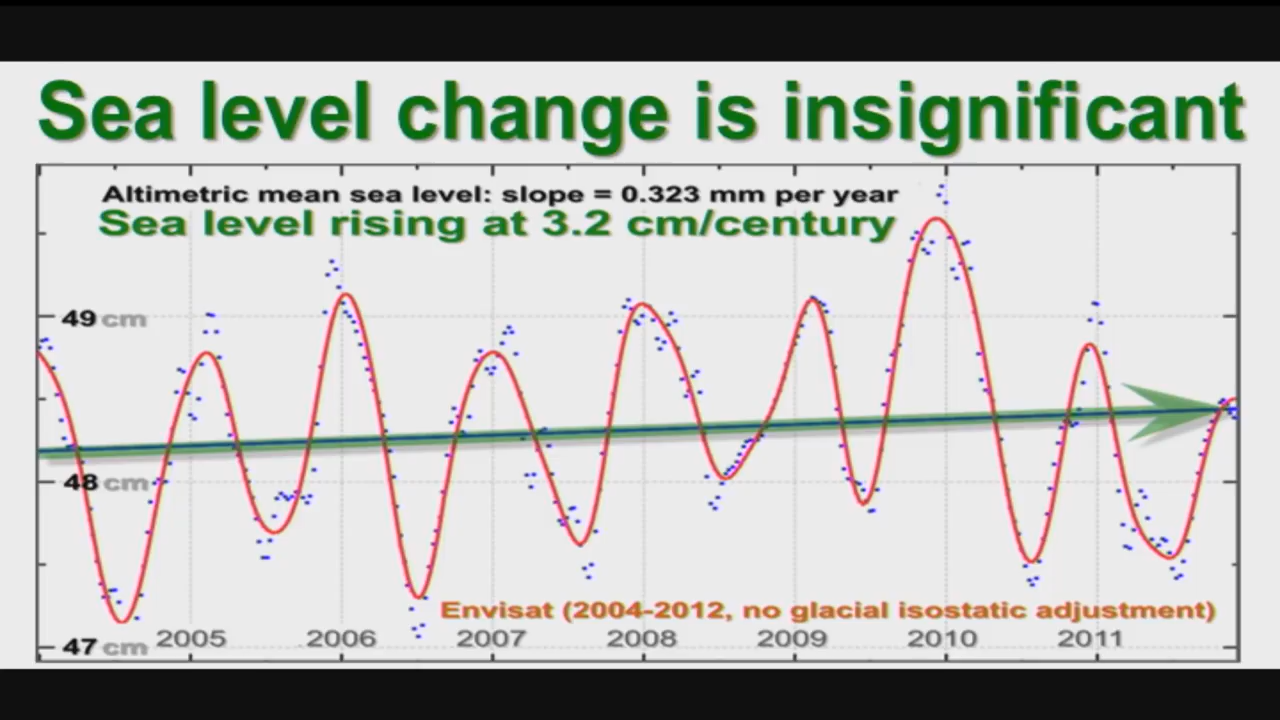 Sea level change is insignificant
Altimetric mean sea level: slope = 0.323 mm per year
Sea level rising at 3.2 cm/century
49 cm
48 cm
Envisat (2004-2012, no glacial isostatic adjustment)
47 cm 2005 2006 2007 2008 2009 2010 2011